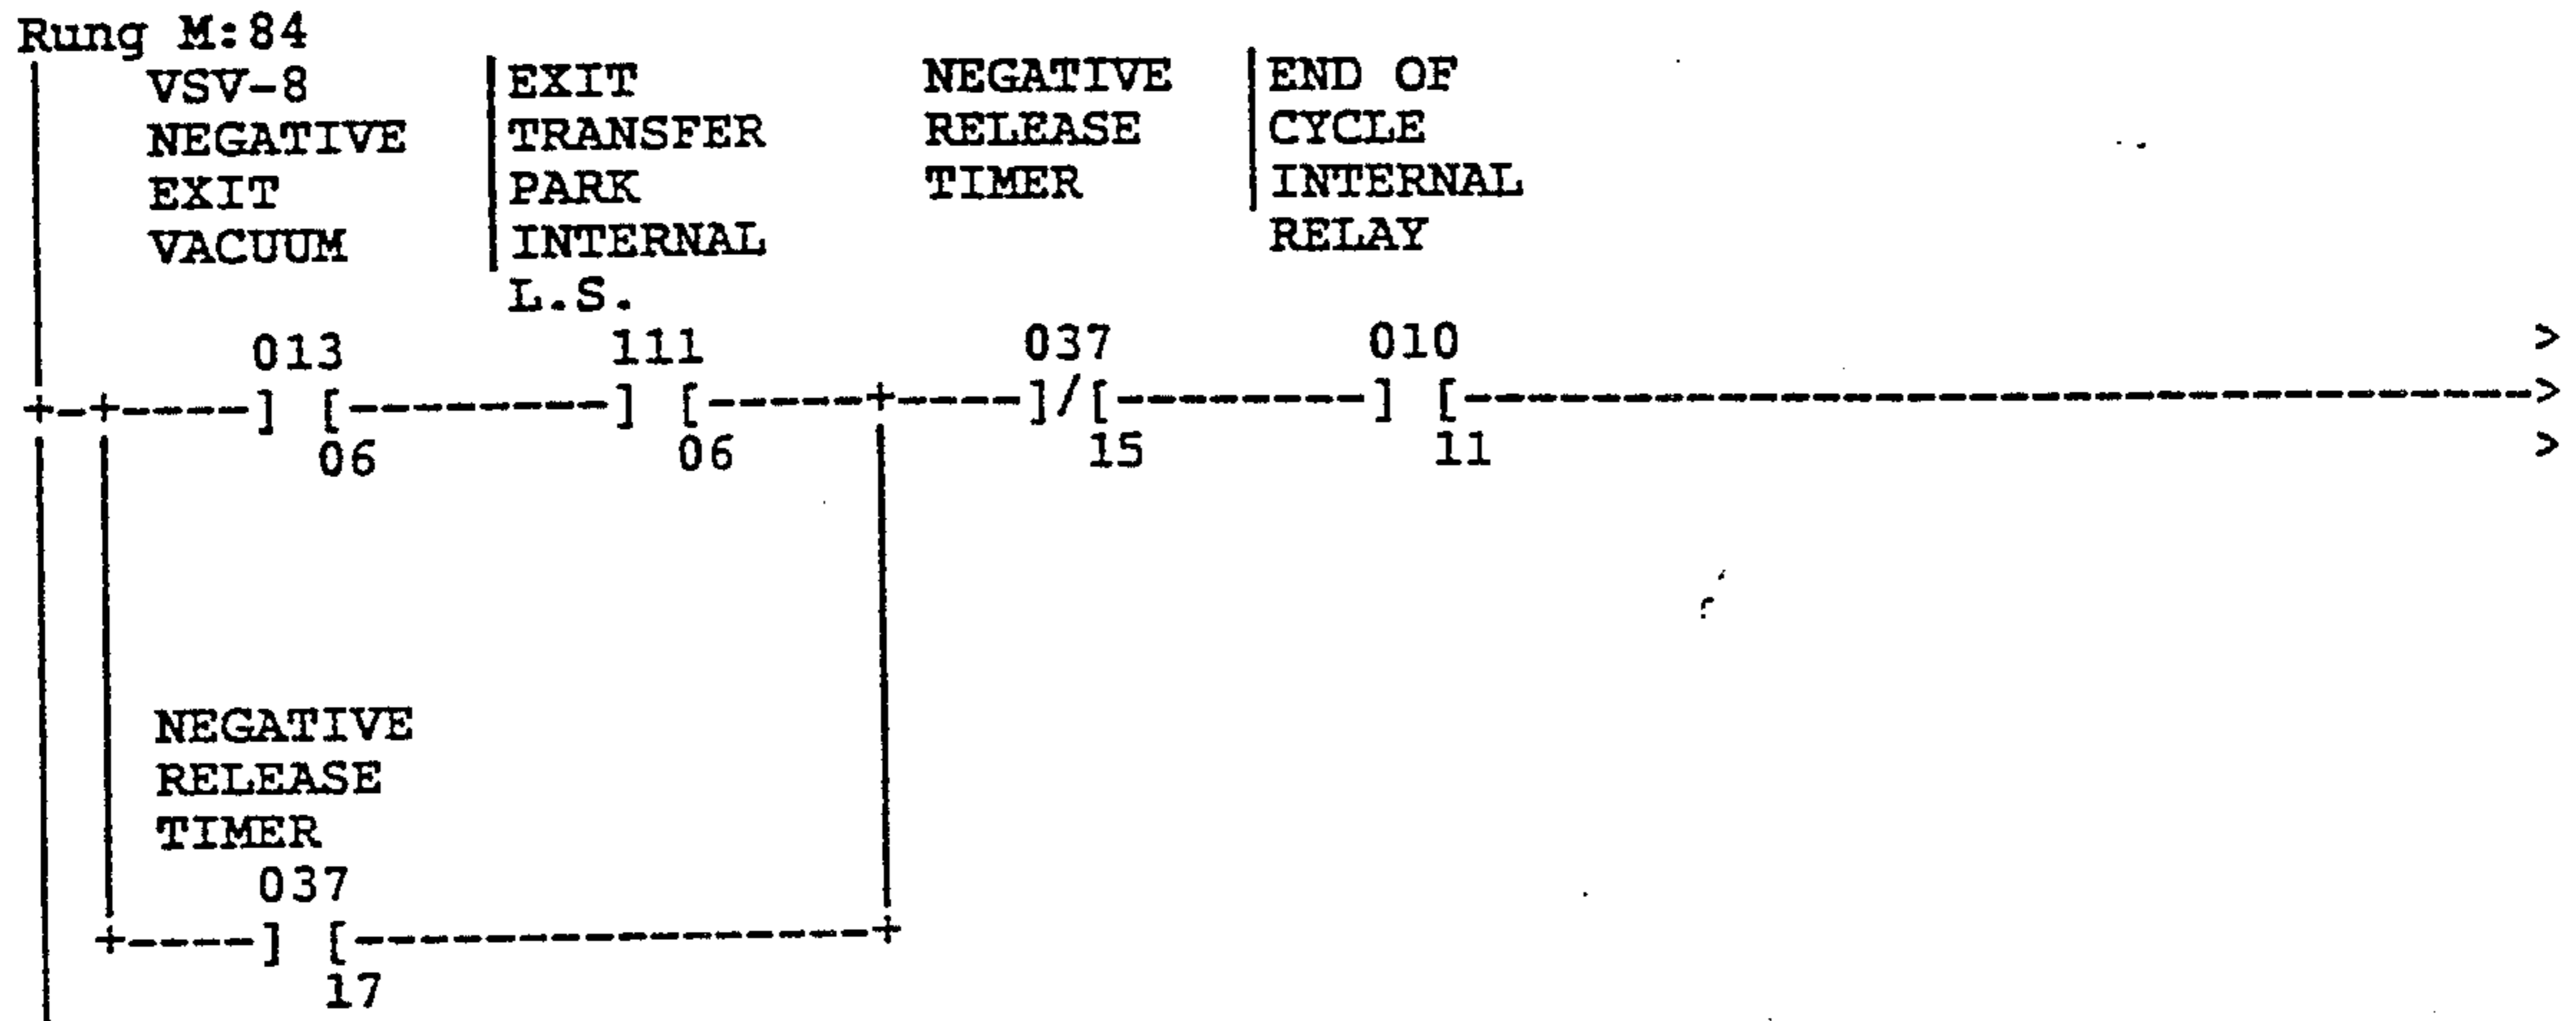 Rung M:84
VSV-8 |EXIT NEGATIVE |END OF
NEGATIVE |TRANSFER RELEASE |CYCLE
EXIT |PARK TIMER |INTERNAL
VACUUM |INTERNAL RELAY
L.S.
013 111 037 010 >
+-+-----] [----------] [------+-----]/[---------] [------------------------------->
06 06 15 11 >
NEGATIVE
RELEASE
TIMER
037
+-----] [--------------------+
17